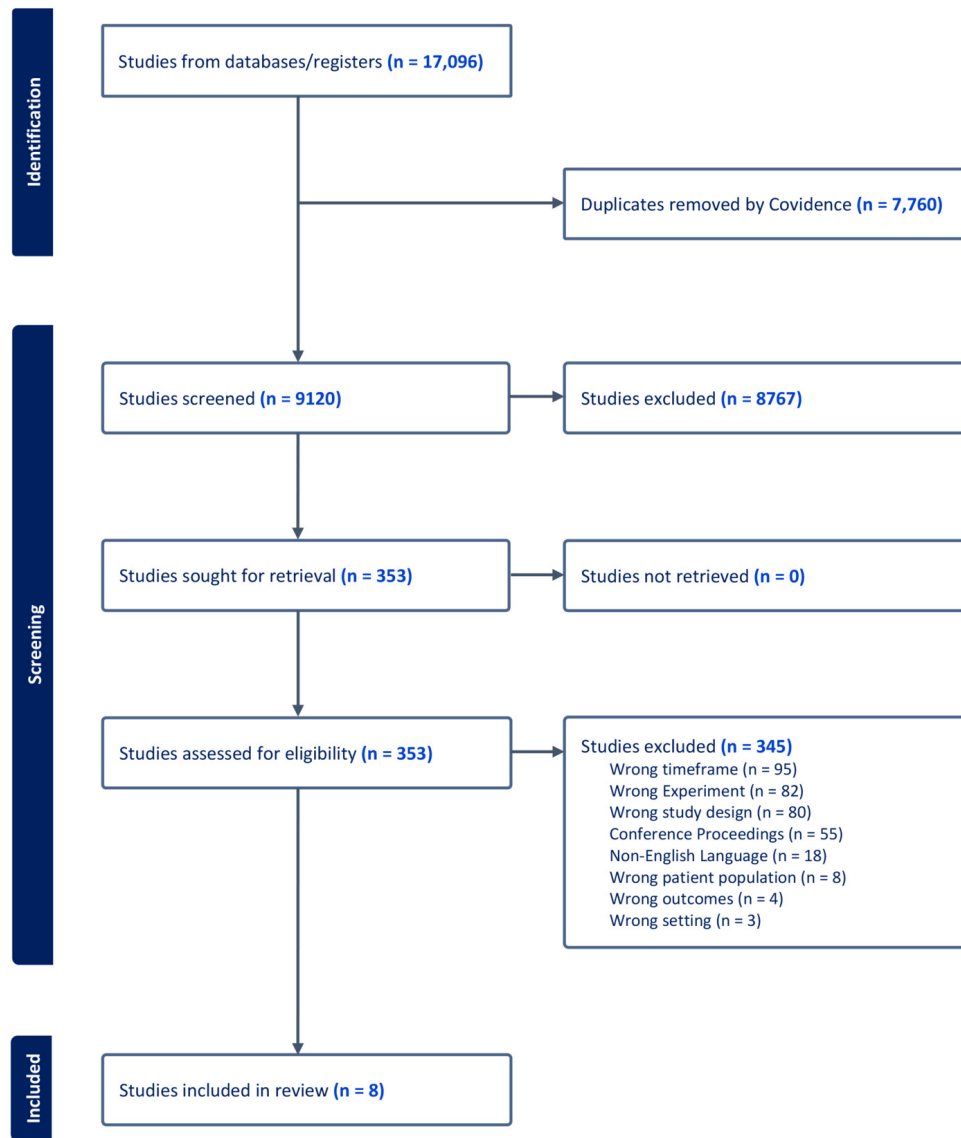 Identification
Studies from databases/registers (n = 17,096)
Duplicates removed by Covidence (n = 7,760)
Screening
Studies screened (n = 9120)
Studies excluded (n = 8767)
Studies sought for retrieval (n = 353)
Studies not retrieved (n = 0)
Studies assessed for eligibility (n = 353)
Studies excluded (n = 345)
Wrong timeframe (n = 95)
Wrong Experiment (n = 82)
Wrong study design (n = 80)
Conference Proceedings (n = 55)
Non-English Language (n = 18)
Wrong patient population (n = 8)
Wrong outcomes (n = 4)
Wrong setting (n = 3)
Included
Studies included in review (n = 8)